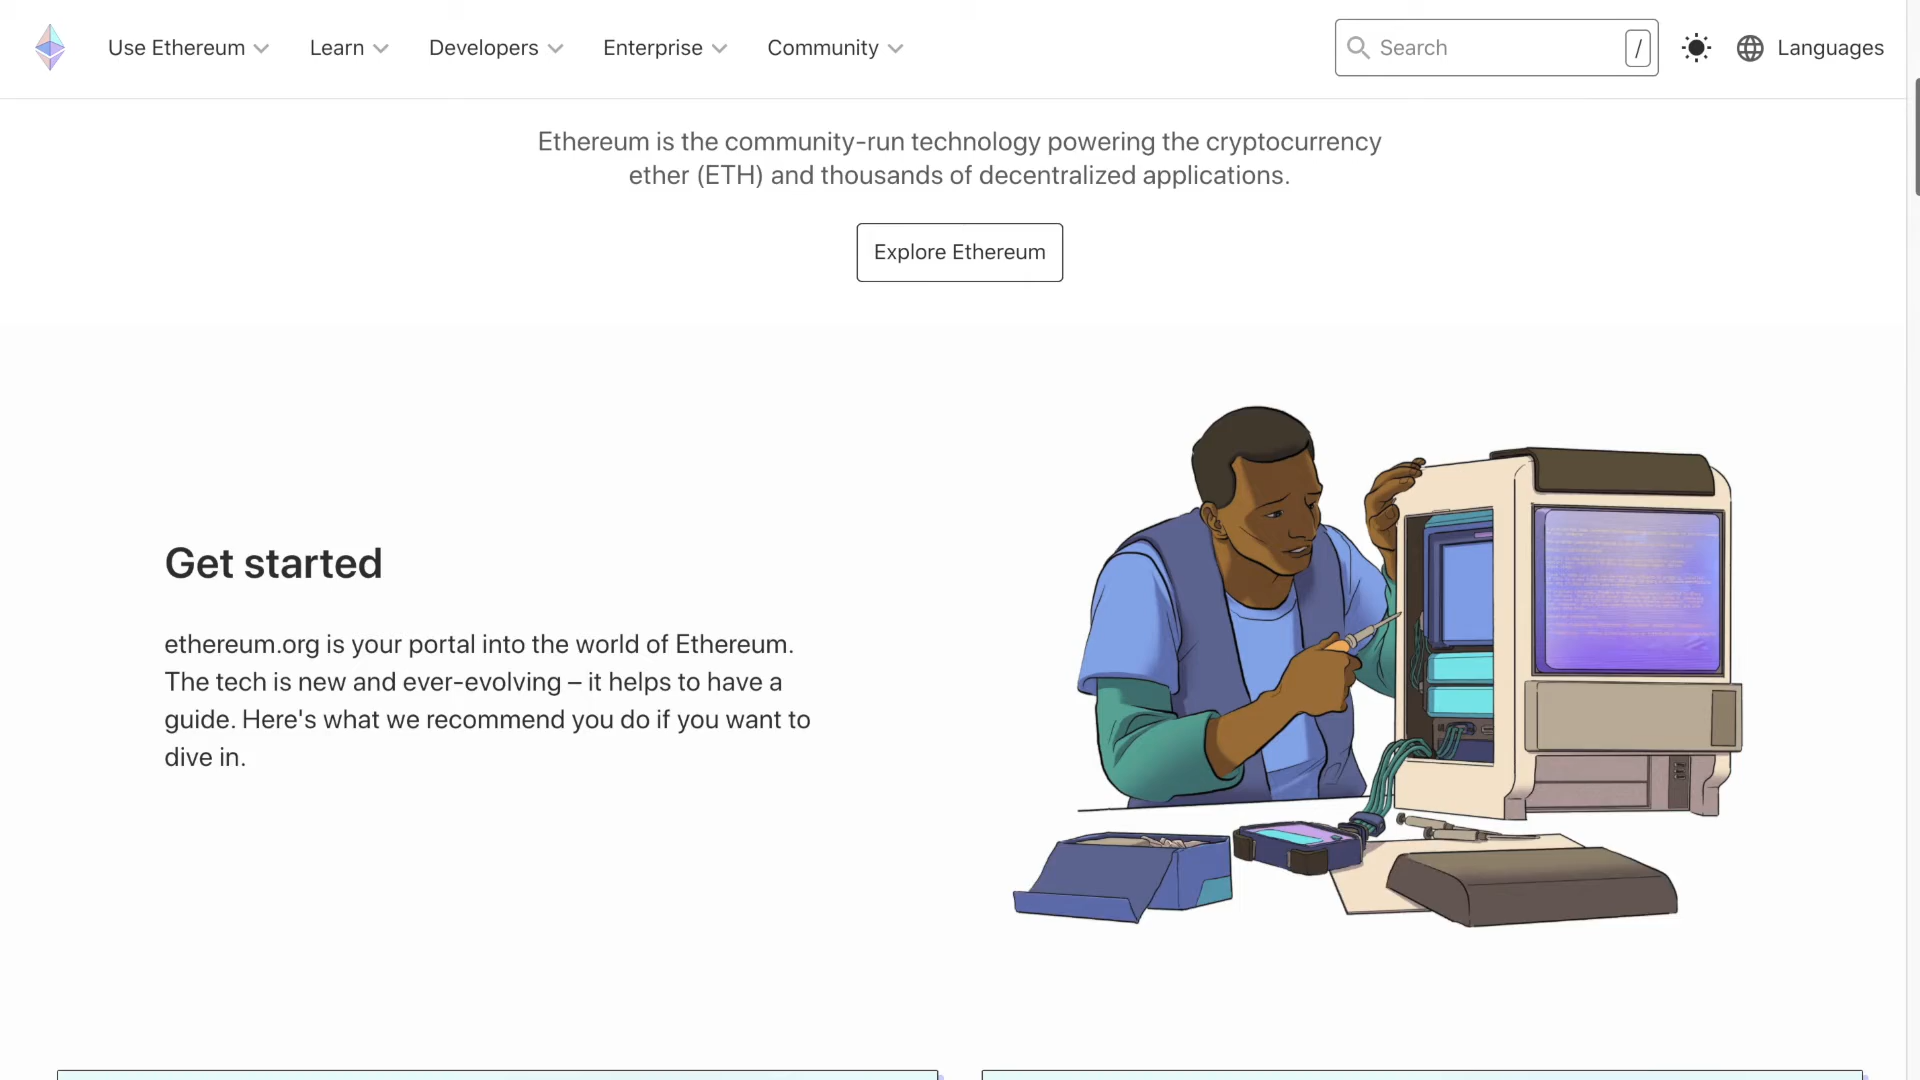 Use Ethereum
Learn
Developers
Enterprise
Community
Search
/
Languages
Ethereum is the community-run technology powering the cryptocurrency
ether (ETH) and thousands of decentralized applications.
Explore Ethereum
Get started
ethereum.org is your portal into the world of Ethereum.
The tech is new and ever-evolving – it helps to have a
guide. Here's what we recommend you do if you want to
dive in.